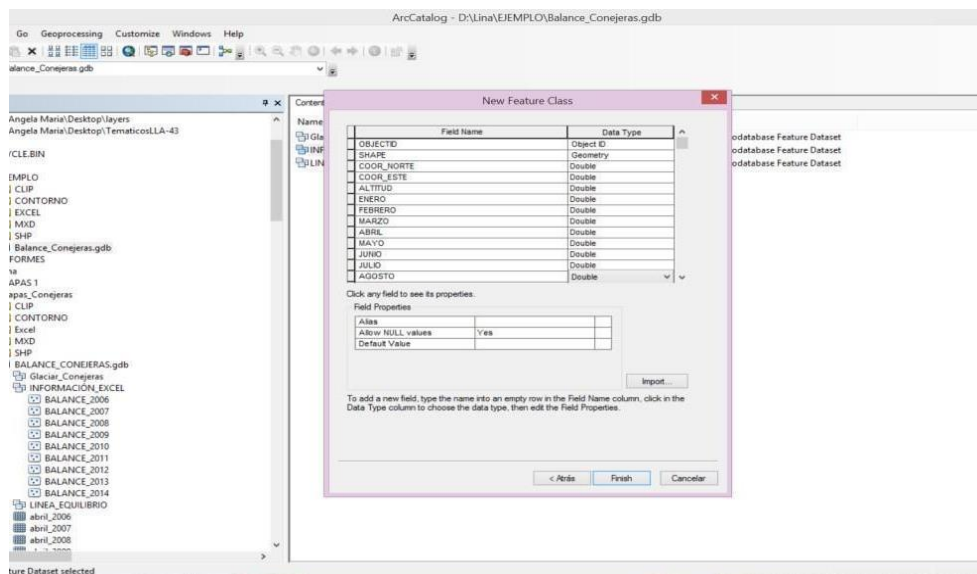 ArcCatalog - D:\Lina\EJEMPLO\Balance_Conejeras.gdb
Go Geoprocessing Customize Windows Help
alance_Conejeras.gdb
Angela Maria\Desktop\layers
Angela Maria\Desktop\TematicosLLA-43
YCLE.BIN
EMPLO
CLIP
CONTORNO
EXCEL
MXD
SHP
Balance_Conejeras.gdb
FORMES
na
APAS 1
apas_Conejeras
CLIP
CONTORNO
Excel
MXD
SHP
BALANCE_CONEJERAS.gdb
Glaciar_Conejeras
INFORMACIÓN_EXCEL
BALANCE_2006
BALANCE_2007
BALANCE_2008
BALANCE_2009
BALANCE_2010
BALANCE_2011
BALANCE_2012
BALANCE_2013
BALANCE_2014
LINEA_EQUILIBRIO
abril_2006
abril_2007
abril_2008
ture Dataset selected
Content
Name
Gla
INF
LIN
odatabase Feature Dataset
odatabase Feature Dataset
odatabase Feature Dataset
New Feature Class
Field Name Data Type
OBJECTID Object ID
SHAPE Geometry
COOR_NORTE Double
COOR_ESTE Double
ALTITUD Double
ENERO Double
FEBRERO Double
MARZO Double
ABRIL Double
MAYO Double
JUNIO Double
JULIO Double
AGOSTO Double
Click any field to see its properties.
Field Properties
Alias
Allow NULL values Yes
Default Value
Import...
To add a new field, type the name into an empty row in the Field Name column, click in the
Data Type column to choose the data type, then edit the Field Properties.
< Atrás Finish Cancelar